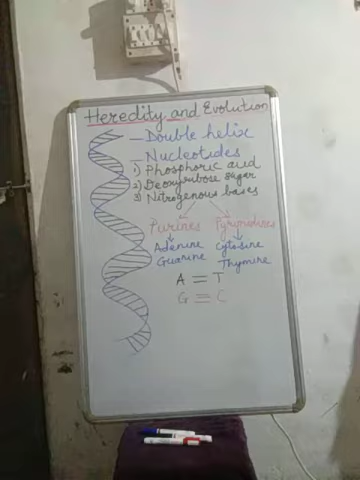 Heredity and Evolution
— Double helix
— Nucleotides
1) Phosphoric acid
2) Deoxyribose sugar
3) Nitrogenous bases
Purines Pyrimidines
Adenine Cytosine
Guanine Thymine
A = T
G ≡ C